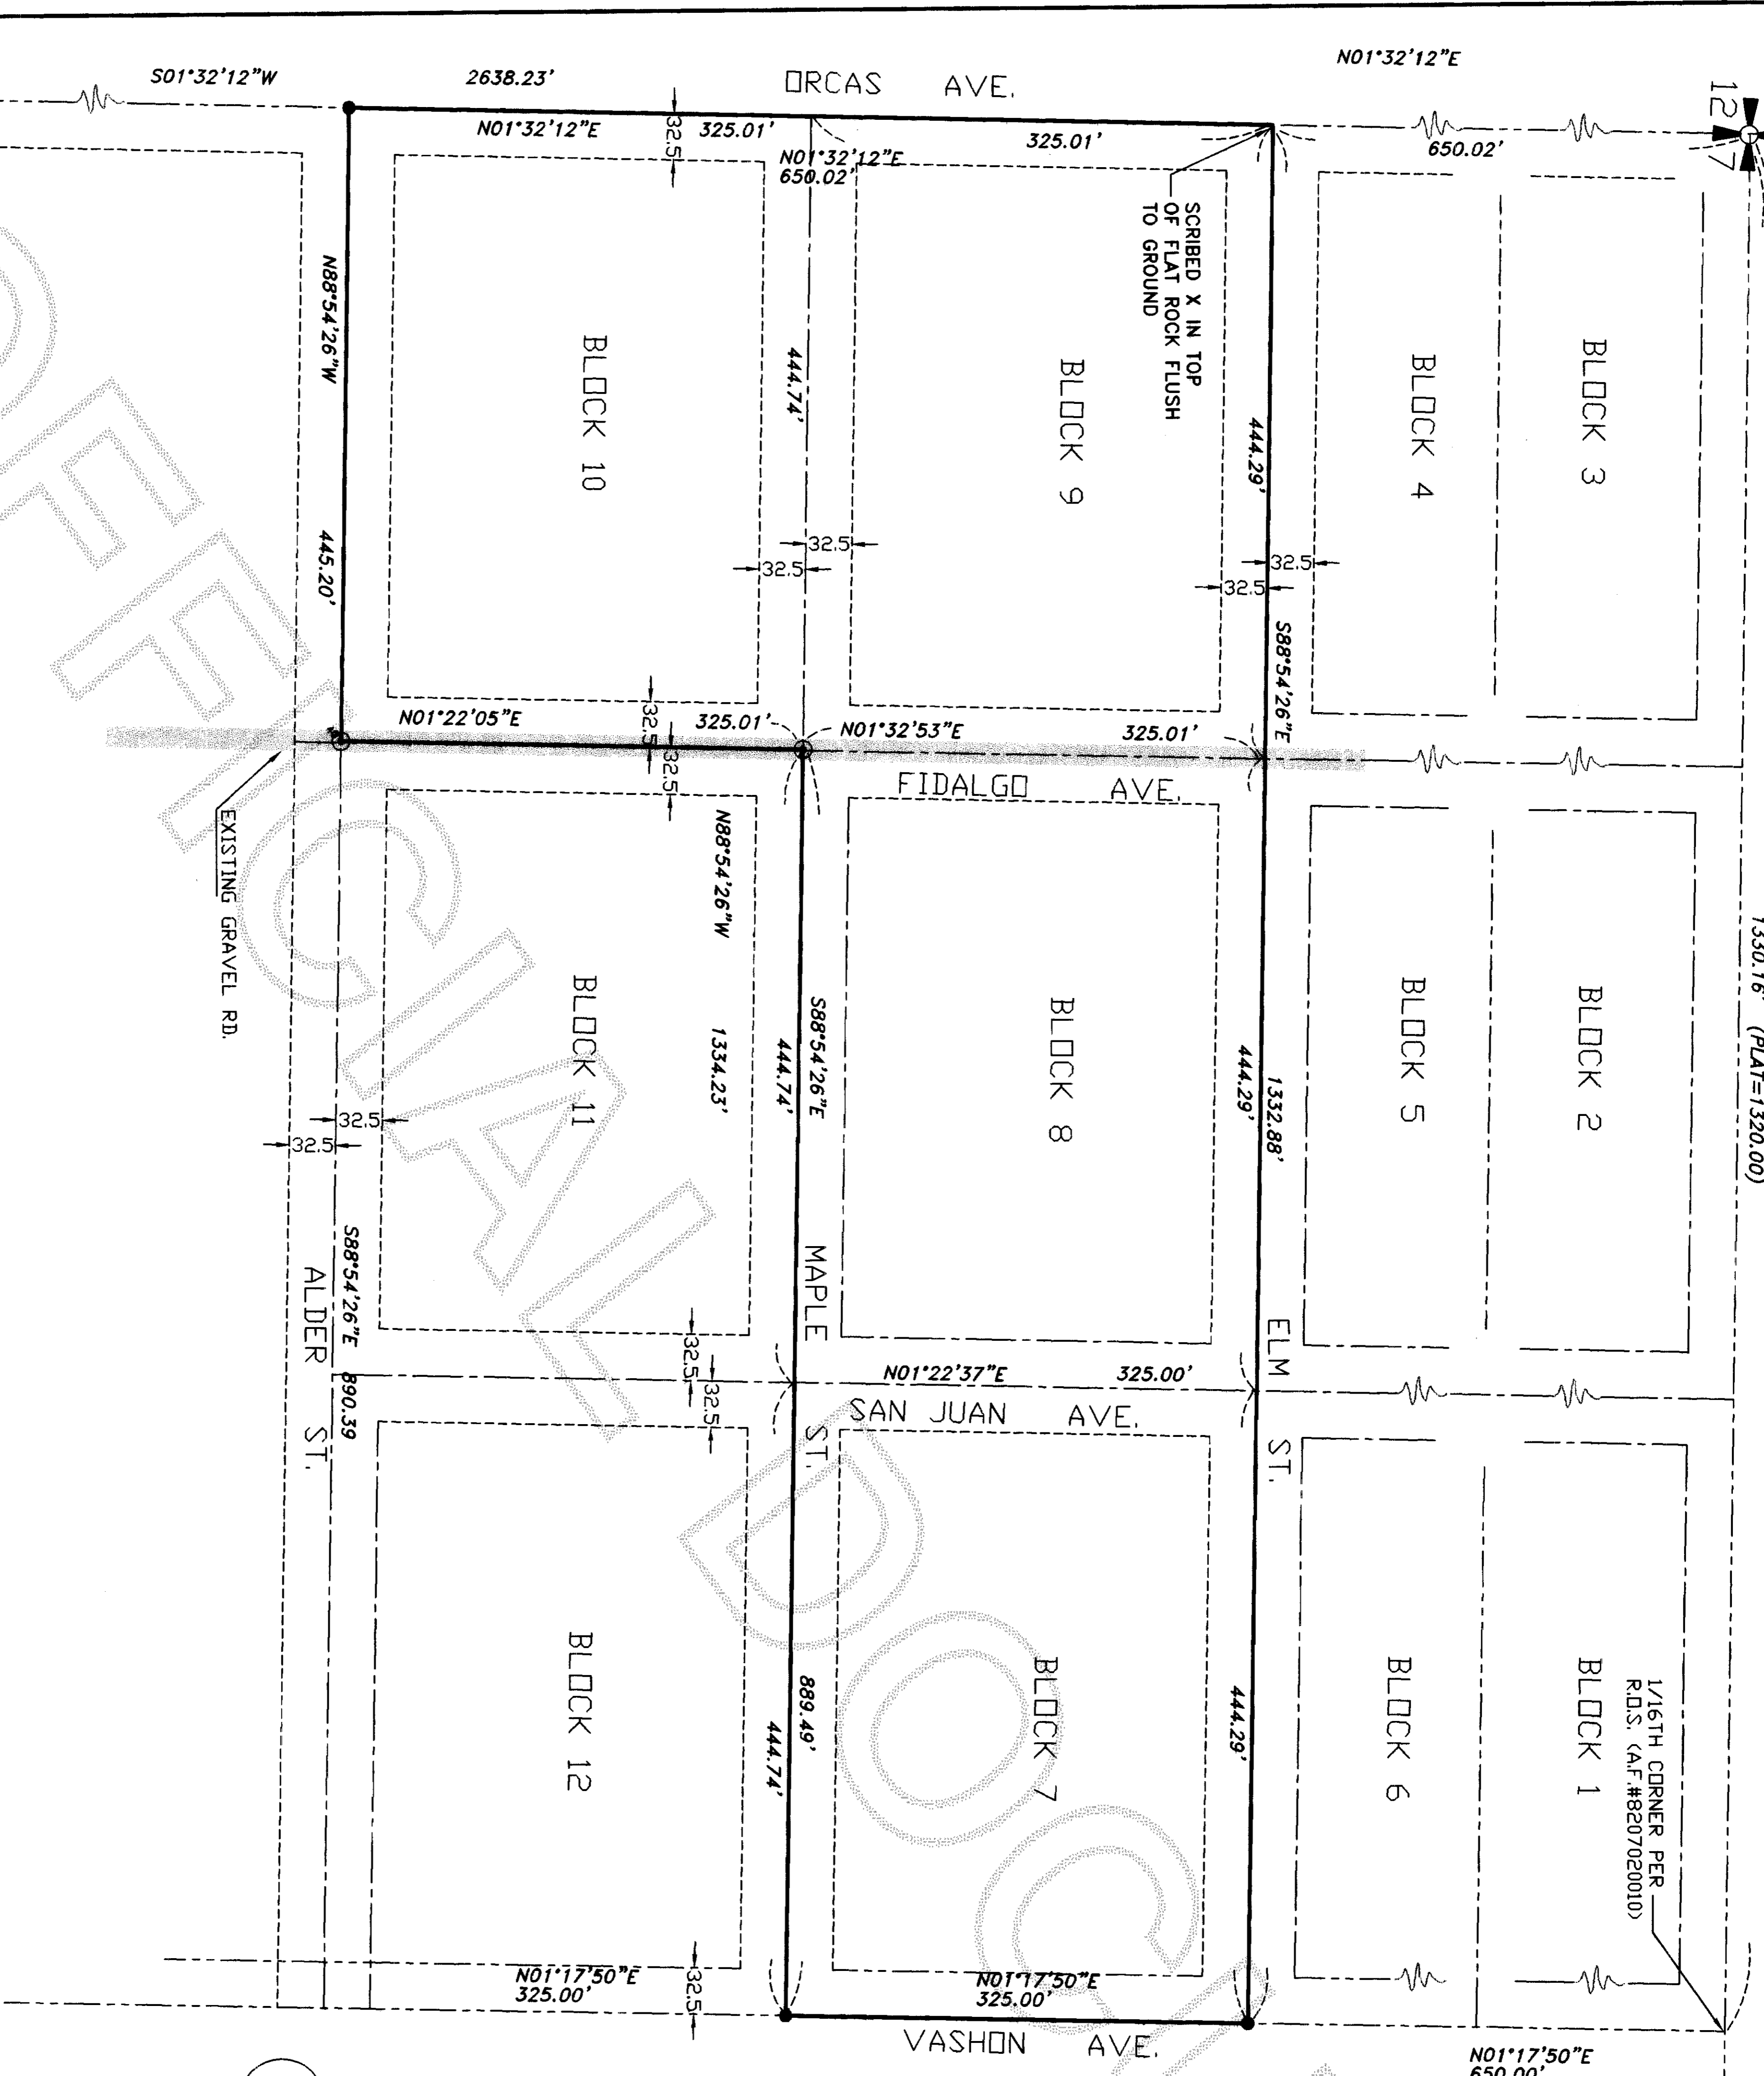 S01°32'12"W
2638.23'
ORCAS AVE.
N01°32'12"E
12
7
N01°32'12"E
325.01'
32.5
N01°32'12"E
650.02'
325.01'
650.02'
SCRIBED X IN TOP
OF FLAT ROCK FLUSH
TO GROUND
N88°54'26"W
445.20'
BLOCK 10
444.74'
BLOCK 9
444.29'
BLOCK 4
BLOCK 3
32.5
32.5
32.5
32.5
S88°54'26"E
N01°22'05"E
32.5
325.01'
N01°32'53"E
325.01'
32.5
FIDALGO AVE.
EXISTING GRAVEL RD.
N88°54'26"W
1334.23'
BLOCK 11
S88°54'26"E
444.74'
BLOCK 8
444.29'
1332.88'
BLOCK 5
BLOCK 2
1330.16' (PLAT=1320.00)
32.5
32.5
S88°54'26"E 890.39
ALDER ST.
MAPLE ST.
ELM ST.
32.5
32.5
N01°22'37"E
325.00'
SAN JUAN AVE.
BLOCK 12
889.49'
444.74'
BLOCK 7
444.29'
BLOCK 6
BLOCK 1
1/16TH CORNER PER
R.O.S. (A.F.#8207020010)
N01°17'50"E
325.00'
32.5
N01°17'50"E
325.00'
VASHON AVE.
N01°17'50"E
650.00'
OFFICIAL DOC